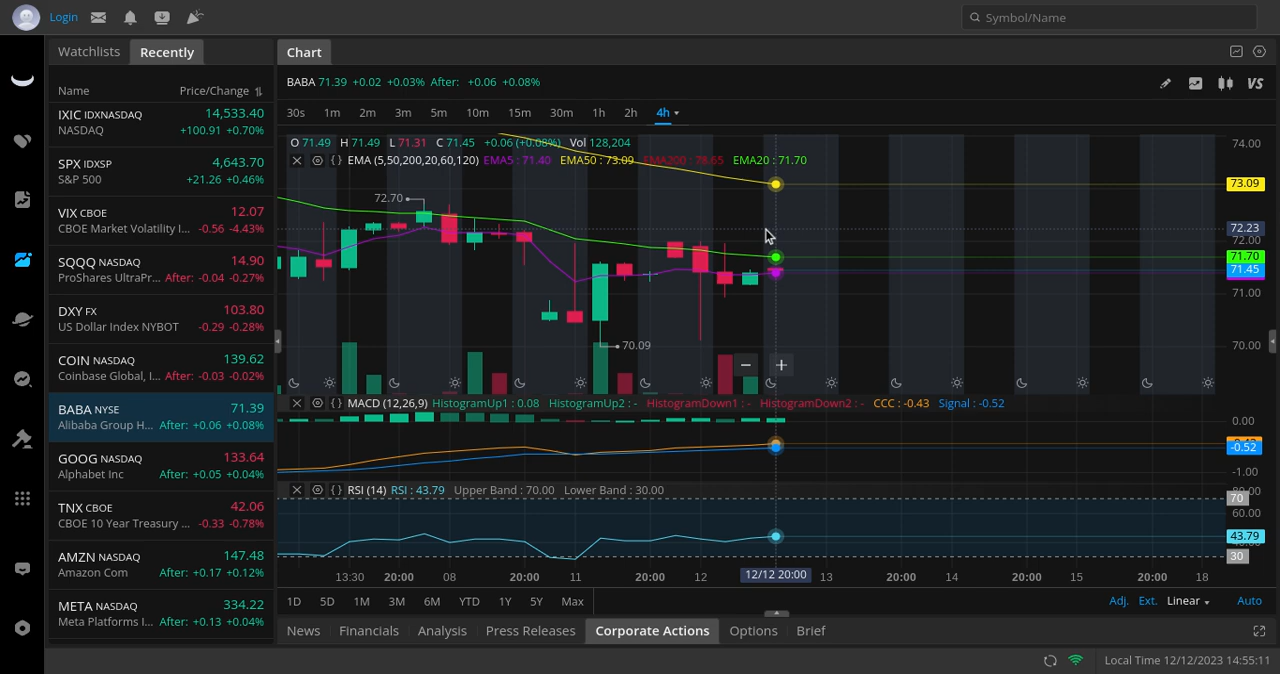 Login
Symbol/Name
Watchlists Recently
Chart
Name Price/Change
IXIC IDXNASDAQ 14,533.40
NASDAQ +100.91 +0.70%
SPX IDXSP 4,643.70
S&P 500 +21.26 +0.46%
VIX CBOE 12.07
CBOE Market Volatility I... -0.56 -4.43%
SQQQ NASDAQ 14.90
ProShares UltraPr... After: -0.04 -0.27%
DXY FX 103.80
US Dollar Index NYBOT -0.29 -0.28%
COIN NASDAQ 139.62
Coinbase Global, I... After: -0.03 -0.02%
BABA NYSE 71.39
Alibaba Group H... After: +0.06 +0.08%
GOOG NASDAQ 133.64
Alphabet Inc After: +0.05 +0.04%
TNX CBOE 42.06
CBOE 10 Year Treasury ... -0.33 -0.78%
AMZN NASDAQ 147.48
Amazon Com After: +0.17 +0.12%
META NASDAQ 334.22
Meta Platforms I... After: +0.13 +0.04%
BABA 71.39 +0.02 +0.03% After: +0.06 +0.08%
VS
30s 1m 2m 3m 5m 10m 15m 30m 1h 2h 4h
O 71.49 H 71.49 L 71.31 C 71.45 +0.06 (+0.08%) Vol 128,204
EMA (5,50,200,20,60,120) EMA5 : 71.40 EMA50 : 73.09 EMA200 : 78.65 EMA20 : 71.70
74.00
73.09
72.70
72.23
72.00
71.70
71.45
71.00
70.09
70.00
MACD (12,26,9) HistogramUp1 : 0.08 HistogramUp2 : - HistogramDown1 : - HistogramDown2 : - CCC : -0.43 Signal : -0.52
0.00
-0.52
-1.00
RSI (14) RSI : 43.79 Upper Band : 70.00 Lower Band : 30.00
70
60.00
43.79
30
13:30 20:00 08 20:00 11 20:00 12 12/12 20:00 13 20:00 14 20:00 15 20:00 18
1D 5D 1M 3M 6M YTD 1Y 5Y Max
Adj. Ext. Linear Auto
News Financials Analysis Press Releases Corporate Actions Options Brief
Local Time 12/12/2023 14:55:11